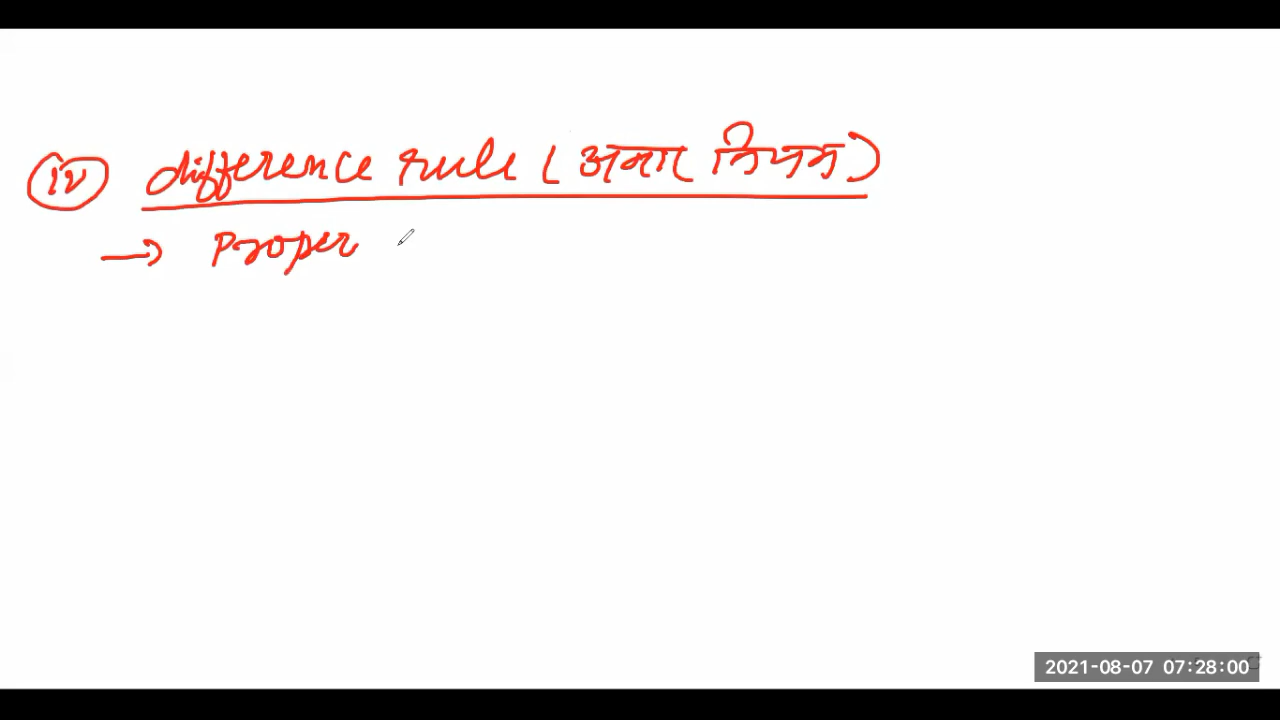 (iv) difference rule (अन्तर नियम)
→ Proper
2021-08-07 07:28:00